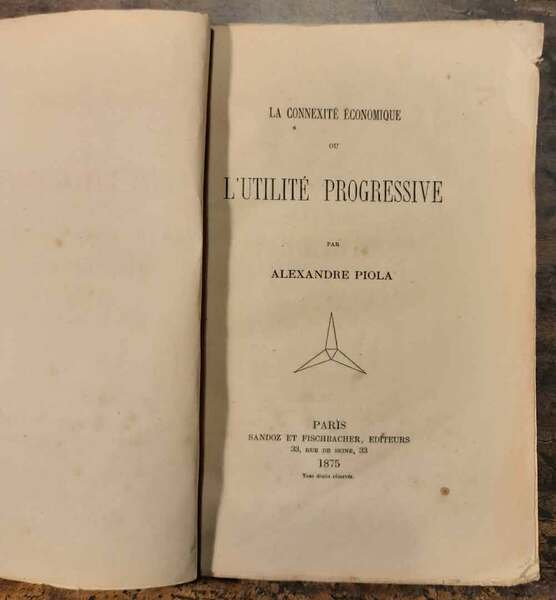 LA CONNEXITÉ ÉCONOMIQUE
OU
L'UTILITÉ PROGRESSIVE
PAR
ALEXANDRE PIOLA
PARIS
SANDOZ ET FISCHBACHER, EDITEURS
33, RUE DE SEINE, 33
1875
Tous droits réservés.